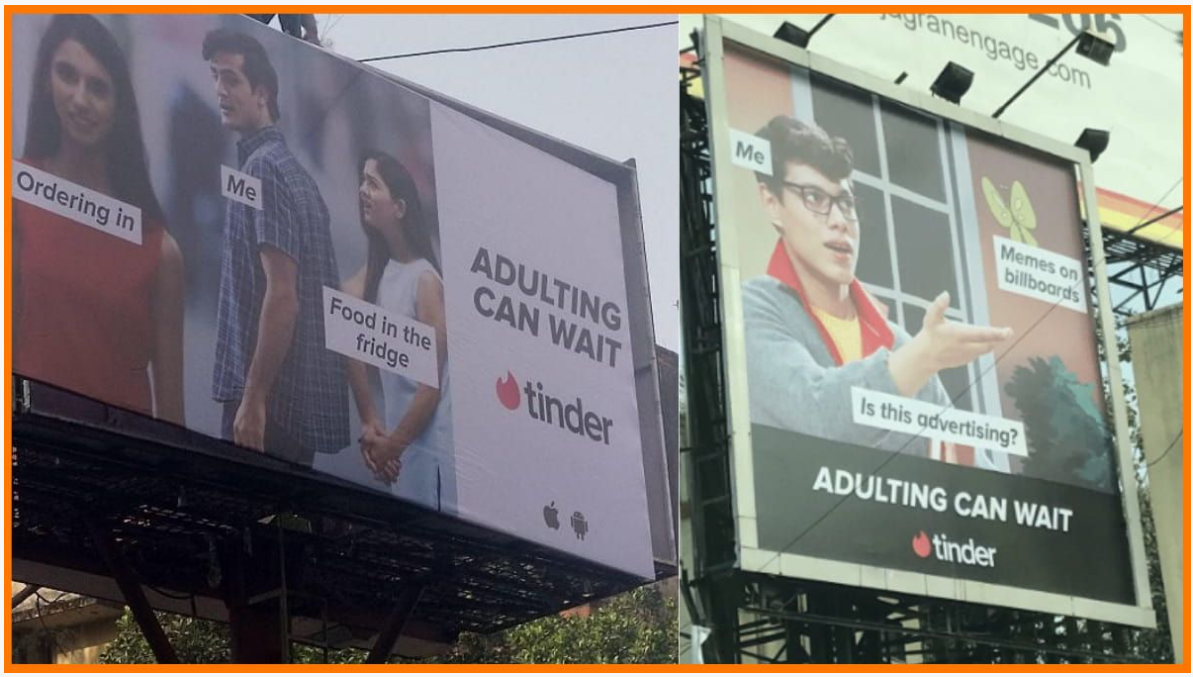 Ordering in
Me
Food in the
fridge
ADULTING
CAN WAIT
tinder
jagranengage.com
Me
Memes on
billboards
Is this advertising?
ADULTING CAN WAIT
tinder